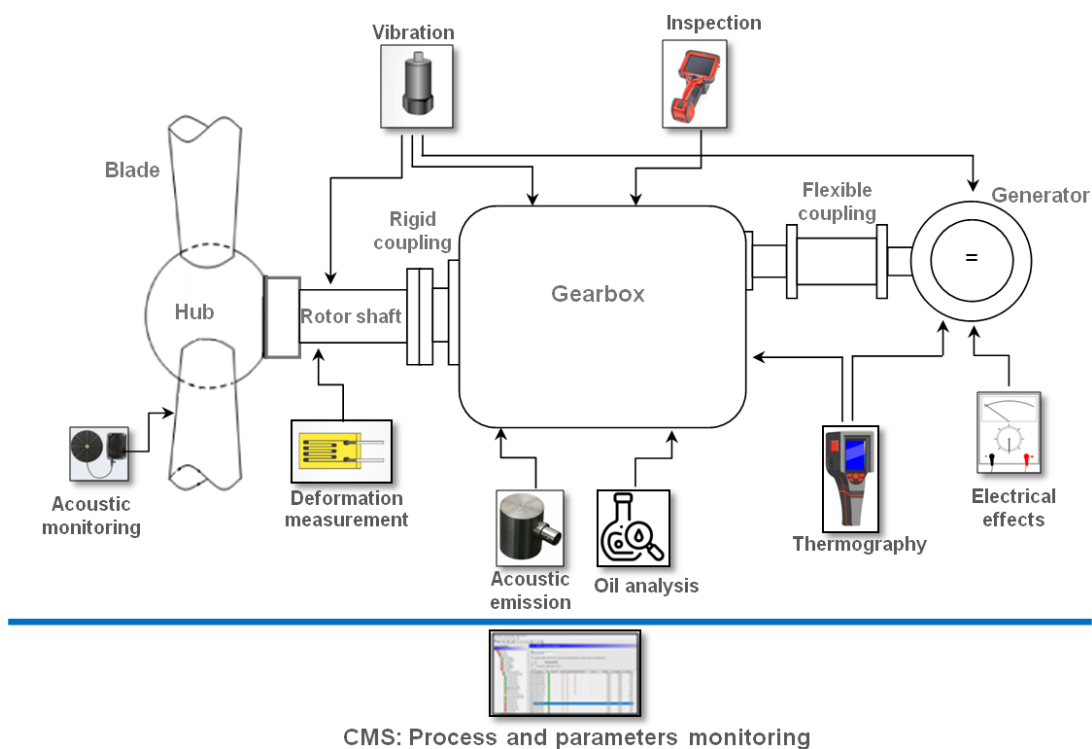 Vibration
Inspection
Blade
Rigid
coupling
Flexible
coupling
Generator
=
Hub
Rotor shaft
Gearbox
Acoustic
monitoring
Deformation
measurement
Acoustic
emission
Oil analysis
Thermography
Electrical
effects
CMS: Process and parameters monitoring